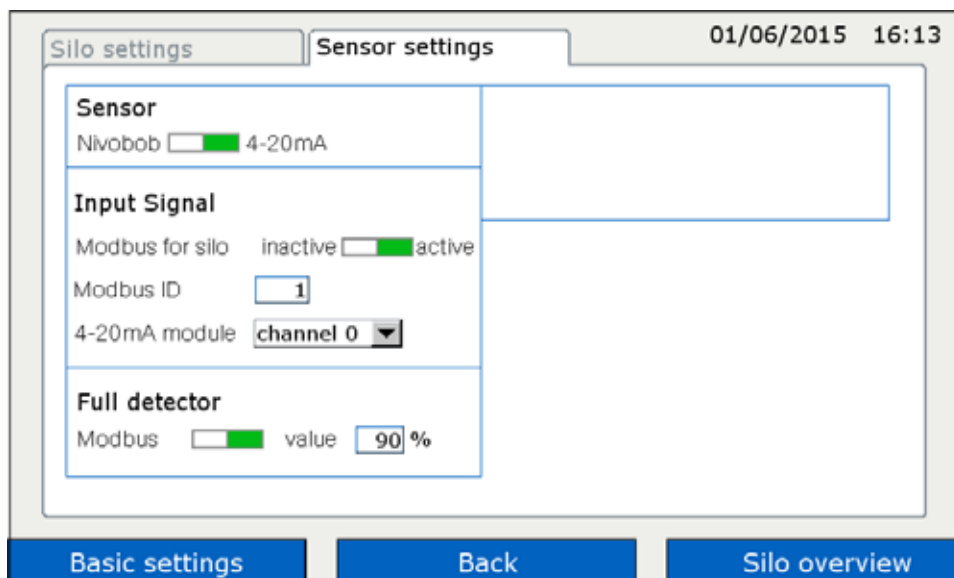 Silo settings
Sensor settings
01/06/2015 16:13
Sensor
Nivobob 4-20mA
Input Signal
Modbus for silo inactive active
Modbus ID 1
4-20mA module channel 0
Full detector
Modbus value 90 %
Basic settings
Back
Silo overview